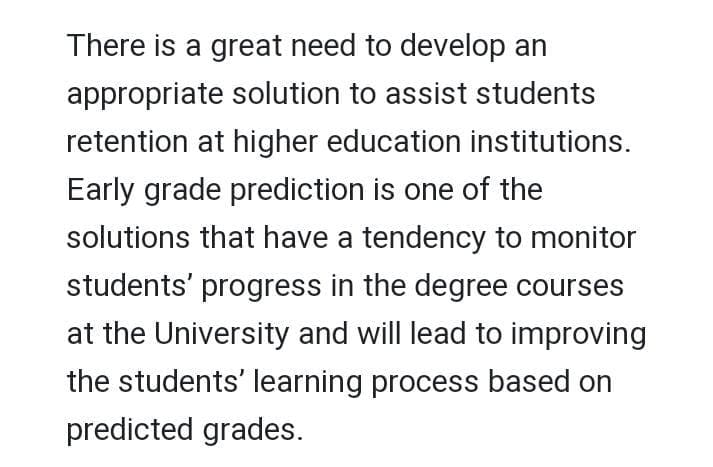 There is a great need to develop an
appropriate solution to assist students
retention at higher education institutions.
Early grade prediction is one of the
solutions that have a tendency to monitor
students’ progress in the degree courses
at the University and will lead to improving
the students’ learning process based on
predicted grades.